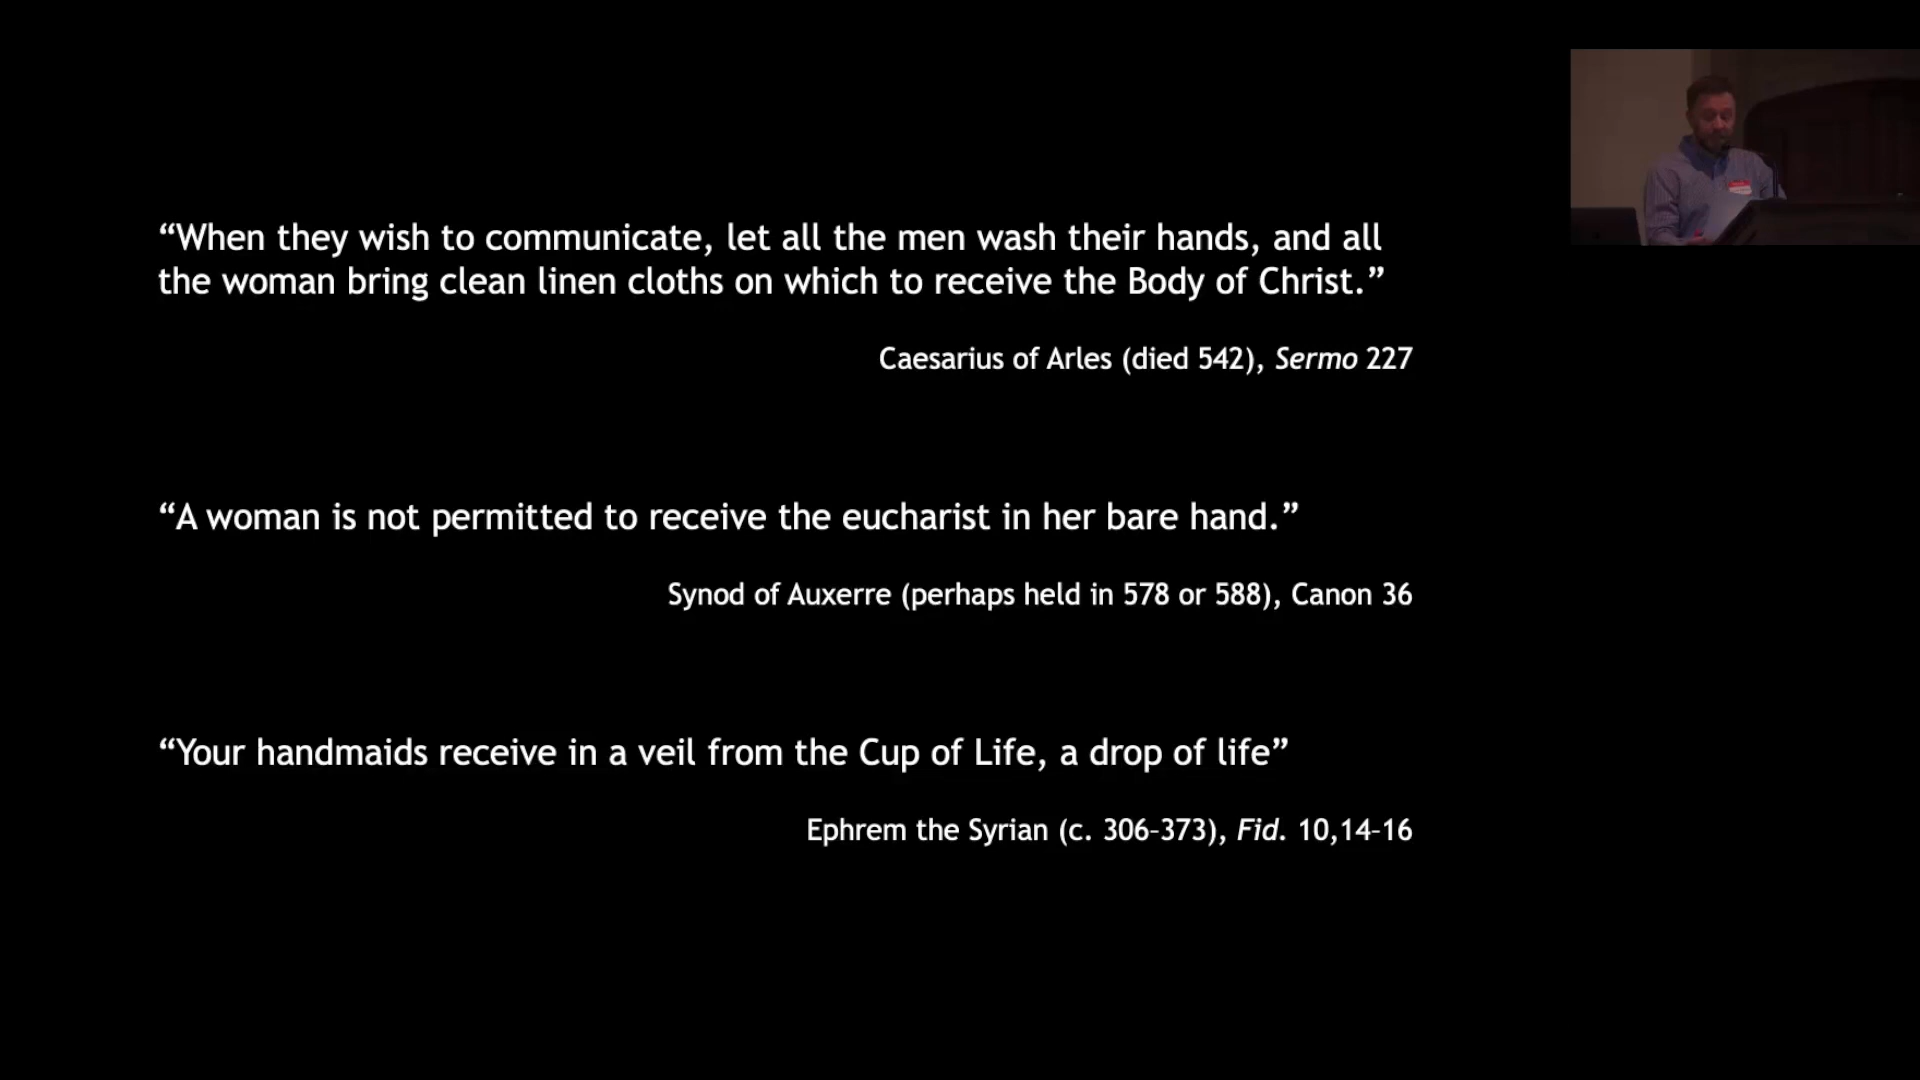 “When they wish to communicate, let all the men wash their hands, and all
the woman bring clean linen cloths on which to receive the Body of Christ.”
Caesarius of Arles (died 542), Sermo 227
“A woman is not permitted to receive the eucharist in her bare hand.”
Synod of Auxerre (perhaps held in 578 or 588), Canon 36
“Your handmaids receive in a veil from the Cup of Life, a drop of life”
Ephrem the Syrian (c. 306–373), Fid. 10,14–16